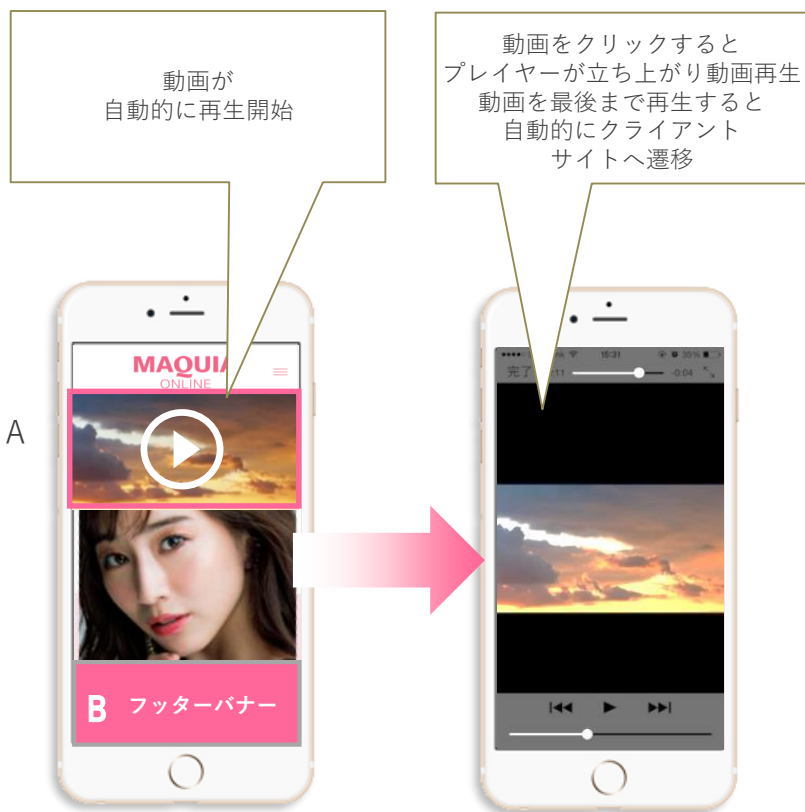 動画が
自動的に再生開始
動画をクリックすると
プレイヤーが立ち上がり動画再生
動画を最後まで再生すると
自動的にクライアント
サイトへ遷移
MAQUIA
ONLINE
A
B フッターバナー
15:31
35%
完了
-0:04